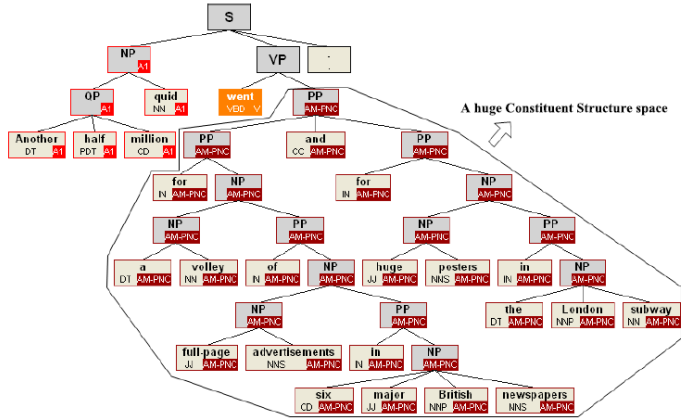 S
NP
A1
VP
.
QP
A1
quid
NN A1
went
VBD V
PP
AM-PNC
A huge Constituent Structure space
Another
DT A1
half
PDT A1
million
CD A1
PP
AM-PNC
and
CC AM-PNC
PP
AM-PNC
for
IN AM-PNC
NP
AM-PNC
for
IN AM-PNC
NP
AM-PNC
NP
AM-PNC
PP
AM-PNC
NP
AM-PNC
PP
AM-PNC
a
DT AM-PNC
volley
NN AM-PNC
of
IN AM-PNC
NP
AM-PNC
huge
JJ AM-PNC
posters
NNS AM-PNC
in
IN AM-PNC
NP
AM-PNC
NP
AM-PNC
PP
AM-PNC
the
DT AM-PNC
London
NNP AM-PNC
subway
NN AM-PNC
full-page
JJ AM-PNC
advertisements
NNS AM-PNC
in
IN AM-PNC
NP
AM-PNC
six
CD AM-PNC
majer
JJ AM-PNC
British
NNP AM-PNC
newspapers
NNS AM-PNC